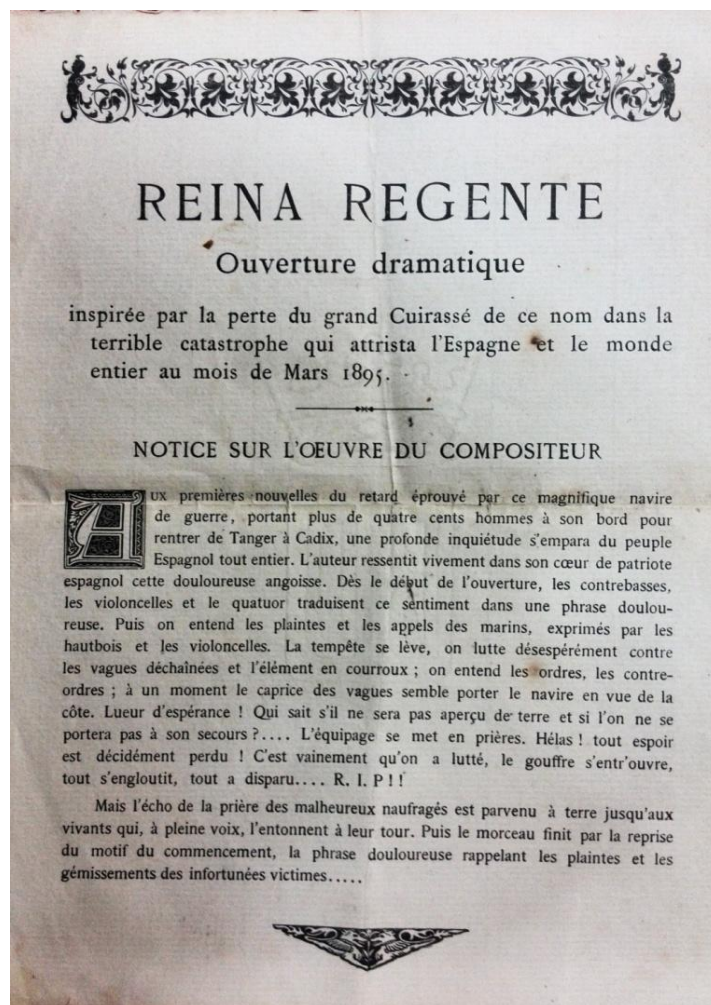 REINA REGENTE
Ouverture dramatique
inspirée par la perte du grand Cuirassé de ce nom dans la
terrible catastrophe qui attrista l'Espagne et le monde
entier au mois de Mars 1895.
NOTICE SUR L'ŒUVRE DU COMPOSITEUR
AUX premières nouvelles du retard éprouvé par ce magnifique navire
de guerre, portant plus de quatre cents hommes à son bord pour
rentrer de Tanger à Cadix, une profonde inquiétude s'empara du peuple
Espagnol tout entier. L'auteur ressentit vivement dans son cœur de patriote
espagnol cette douloureuse angoisse. Dès le début de l'ouverture, les contrebasses,
les violoncelles et le quatuor traduisent ce sentiment dans une phrase doulou-
reuse. Puis on entend les plaintes et les appels des marins, exprimés par les
hautbois et les violoncelles. La tempête se lève, on lutte désespérément contre
les vagues déchaînées et l'élément en courroux ; on entend les ordres, les contre-
ordres ; à un moment le caprice des vagues semble porter le navire en vue de la
côte. Lueur d'espérance ! Qui sait s'il ne sera pas aperçu de terre et si l'on ne se
portera pas à son secours ?.... L'équipage se met en prières. Hélas ! tout espoir
est décidément perdu ! C'est vainement qu'on a lutté, le gouffre s'entr'ouvre,
tout s'engloutit, tout a disparu.... R. I. P ! !
Mais l'écho de la prière des malheureux naufragés est parvenu à terre jusqu'aux
vivants qui, à pleine voix, l'entonnent à leur tour. Puis le morceau finit par la reprise
du motif du commencement, la phrase douloureuse rappelant les plaintes et les
gémissements des infortunées victimes.....